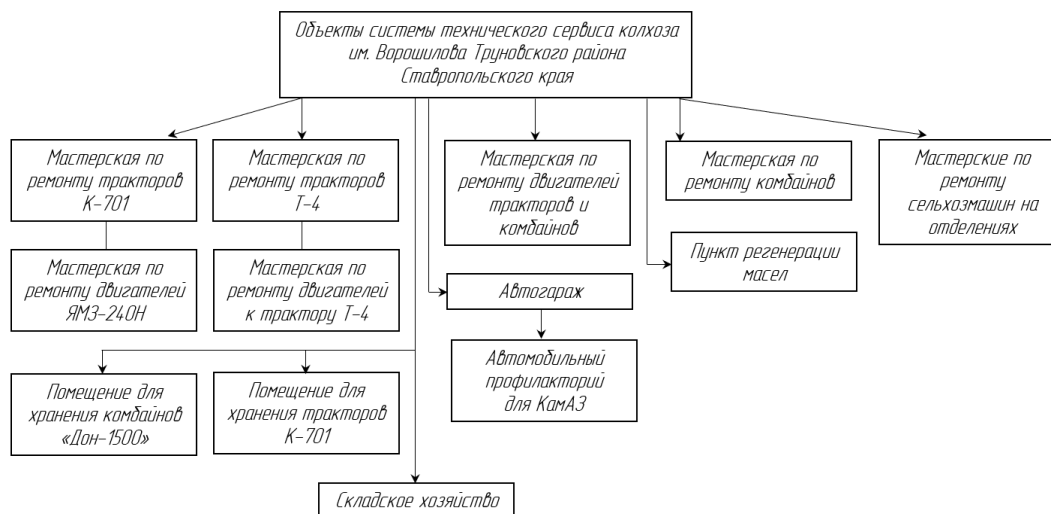 Объекты системы технического сервиса колхоза
им. Ворошилова Труновского района
Ставропольского края
Мастерская по
ремонту тракторов
К-701
Мастерская по
ремонту тракторов
Т-4
Мастерская по
ремонту двигателей
тракторов и
комбайнов
Мастерская по
ремонту комбайнов
Мастерские по
ремонту
сельхозмашин на
отделениях
Мастерская по
ремонту двигателей
ЯМЗ-240Н
Мастерская по
ремонту двигателей
к трактору Т-4
Автогараж
Пункт регенерации
масел
Автомобильный
профилакторий
для КамАЗ
Помещение для
хранения комбайнов
«Дон-1500»
Помещение для
хранения тракторов
К-701
Складское хозяйство